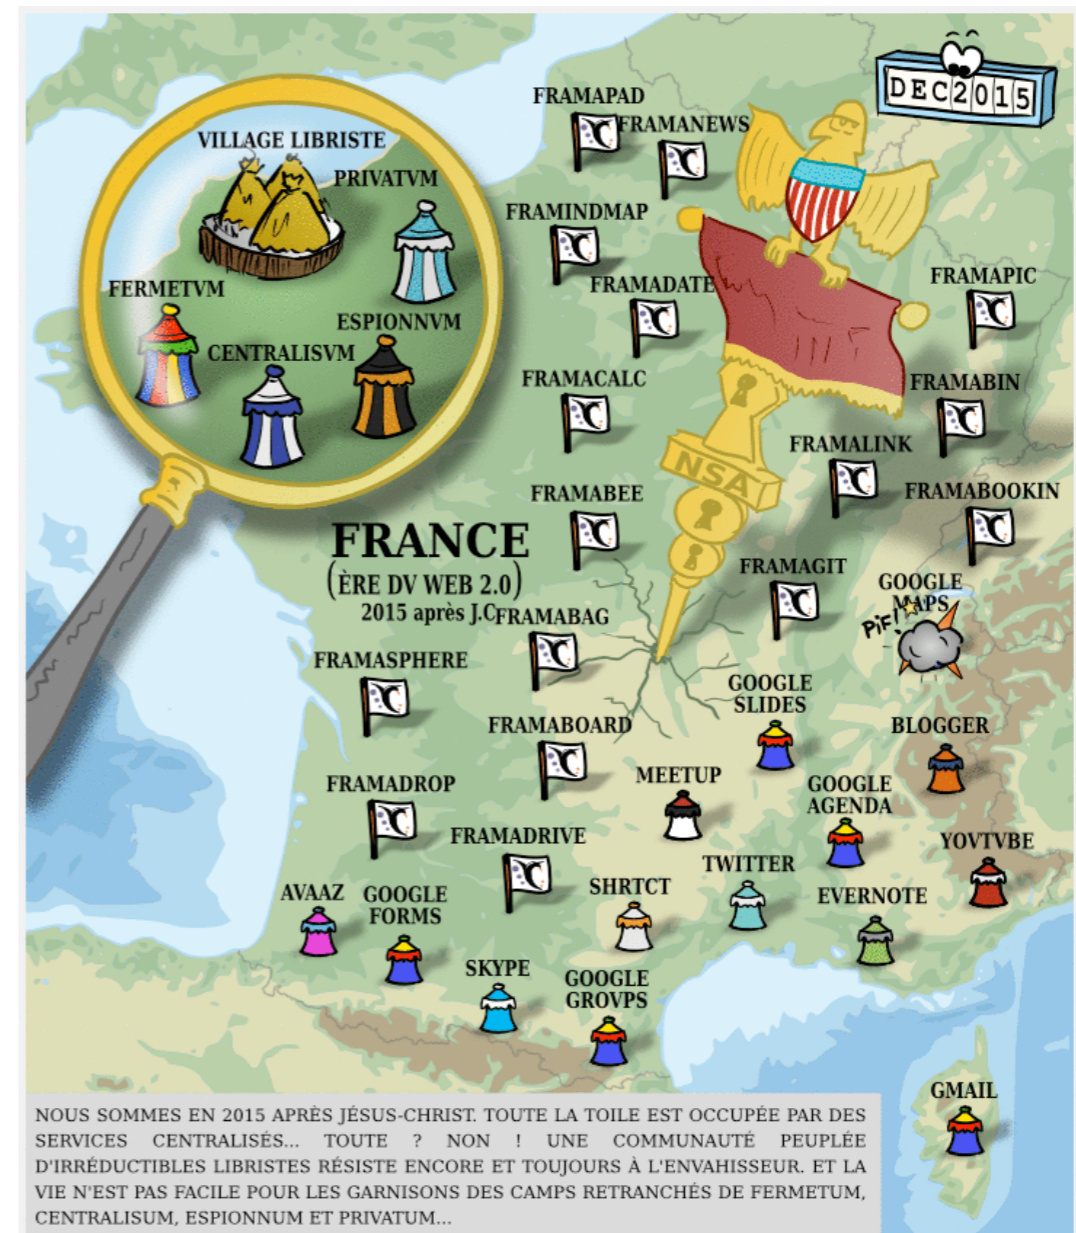 DEC2015
FRAMAPAD
FRAMANEWS
VILLAGE LIBRISTE
PRIVATVM
FRAMINDMAP
FRAMADATE
FRAMAPIC
FERMETVM
ESPIONNVM
CENTRALISVM
FRAMACALC
FRAMABIN
FRAMALINK
NSA
FRAMABEE
FRAMABOOKIN
FRANCE
(ÈRE DV WEB 2.0)
2015 après J.C
FRAMAGIT
GOOGLE
MAPS
PIF!
FRAMABAG
FRAMASPHERE
GOOGLE
SLIDES
FRAMABOARD
BLOGGER
MEETUP
FRAMADROP
GOOGLE
AGENDA
FRAMADRIVE
YOVTVBE
TWITTER
AVAAZ
GOOGLE
FORMS
SHRTCT
EVERNOTE
SKYPE
GOOGLE
GROVPS
GMAIL
NOUS SOMMES EN 2015 APRÈS JÉSUS-CHRIST. TOUTE LA TOILE EST OCCUPÉE PAR DES
SERVICES CENTRALISÉS... TOUTE ? NON ! UNE COMMUNAUTÉ PEUPLÉE
D'IRRÉDUCTIBLES LIBRISTES RÉSISTE ENCORE ET TOUJOURS À L'ENVAHISSEUR. ET LA
VIE N'EST PAS FACILE POUR LES GARNISONS DES CAMPS RETRANCHÉS DE FERMETUM,
CENTRALISUM, ESPIONNUM ET PRIVATUM...